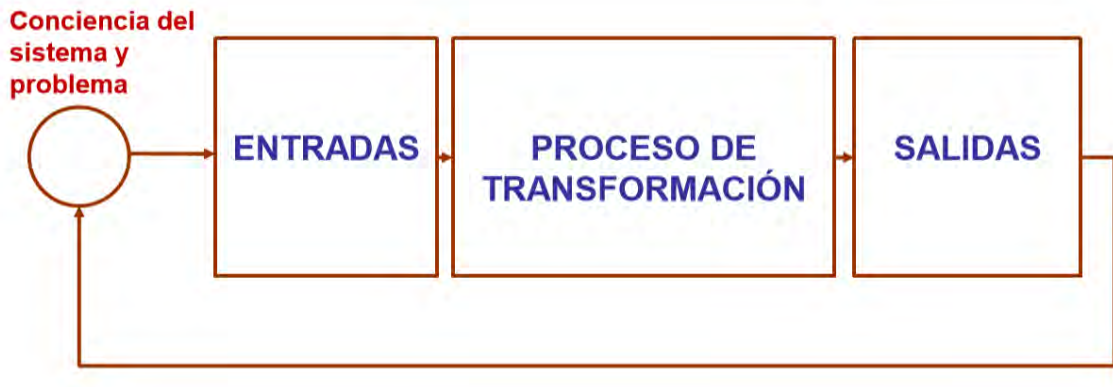 Conciencia del
sistema y
problema
ENTRADAS
PROCESO DE
TRANSFORMACIÓN
SALIDAS